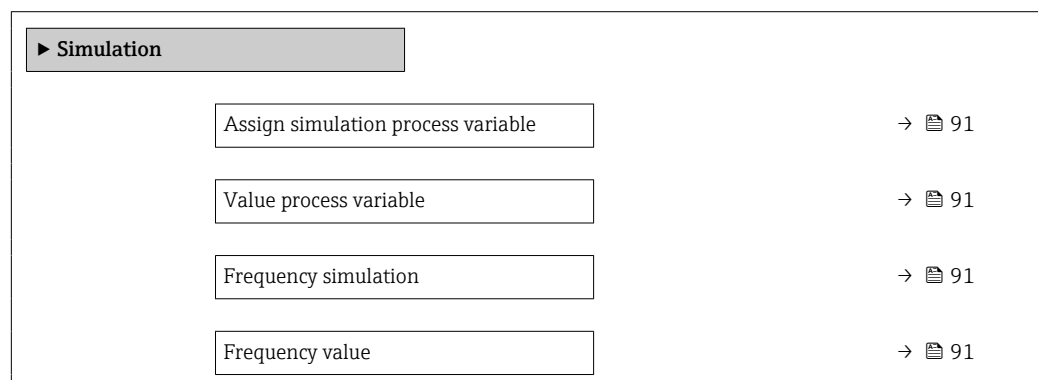 ▶ Simulation
Assign simulation process variable → 91
Value process variable → 91
Frequency simulation → 91
Frequency value → 91